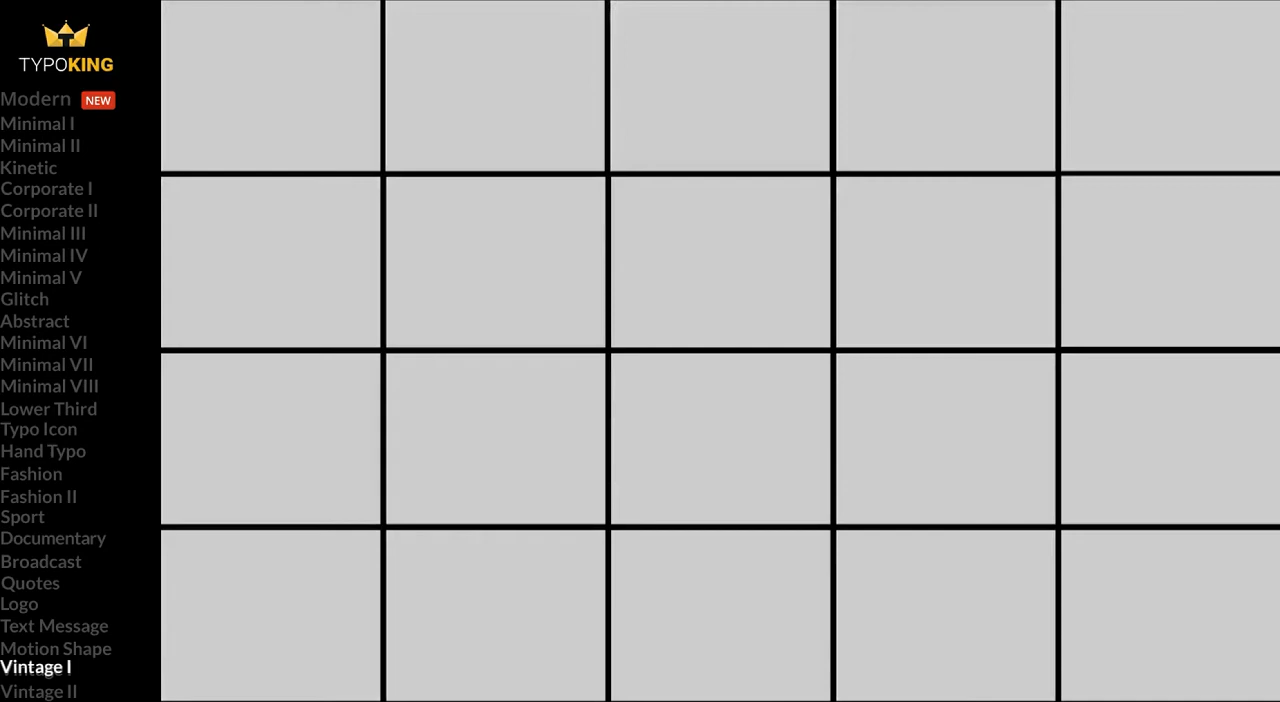 TYPOKING
Modern NEW
Minimal I
Minimal II
Kinetic
Corporate I
Corporate II
Minimal III
Minimal IV
Minimal V
Glitch
Abstract
Minimal VI
Minimal VII
Minimal VIII
Lower Third
Typo Icon
Hand Typo
Fashion
Fashion II
Sport
Documentary
Broadcast
Quotes
Logo
Text Message
Motion Shape
Vintage I
Vintage II